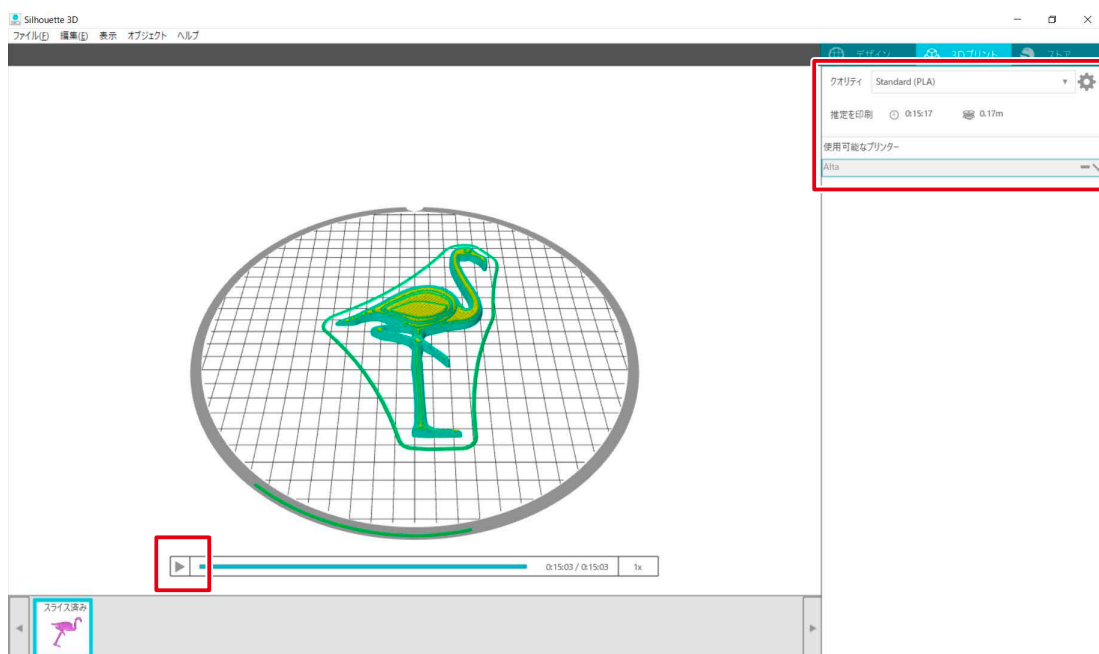 Silhouette 3D
ファイル(F) 編集(E) 表示 オブジェクト ヘルプ
デザイン 3Dプリント ストア
クオリティ Standard (PLA)
推定を印刷 0:15:17 0.17m
使用可能なプリンター
Alta
0:15:03 / 0:15:03 1x
スライス済み